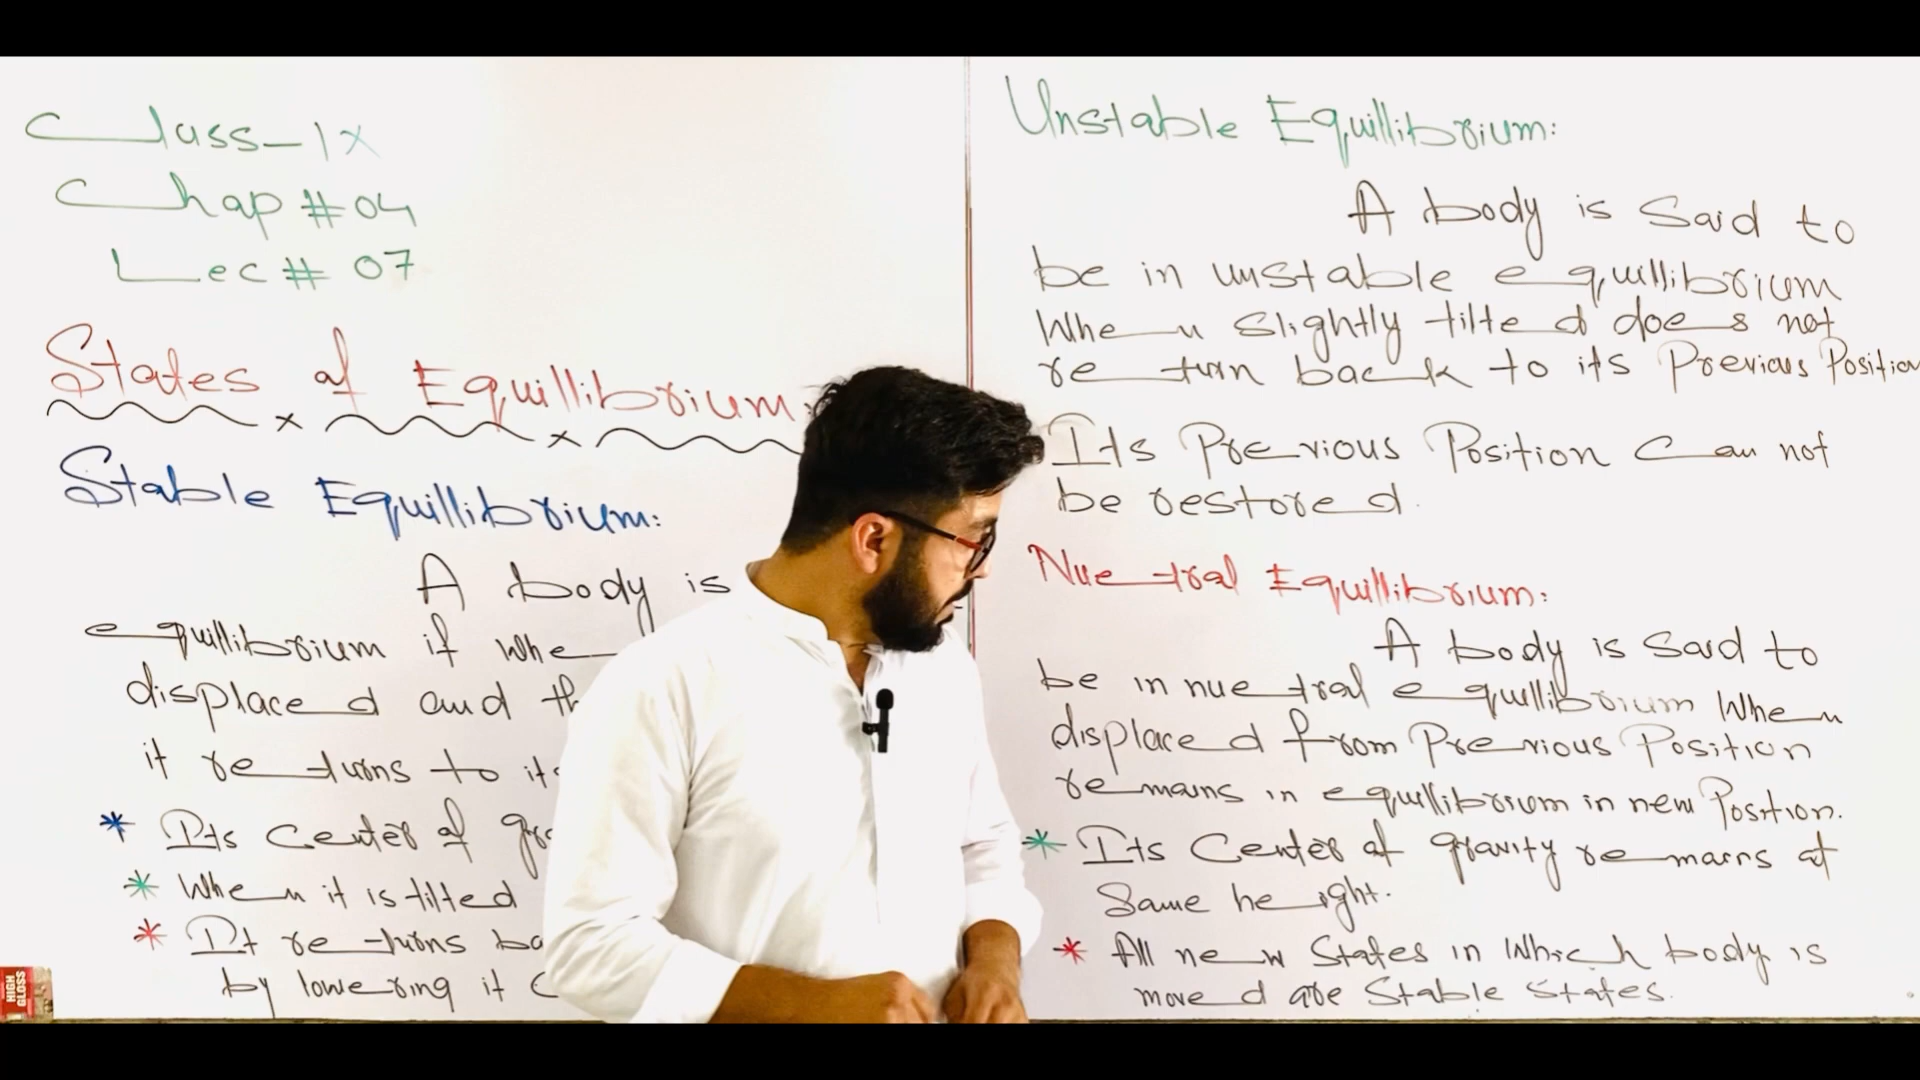 Class-IX
Chap #04
Lec# 07
States of Equillibrium:
Stable Equillibrium:
A body is
equillibrium if whe
displaced and th
it returns to it
* Its Center of gra
* When it is tilted
* It returns ba
by lowering it C
HIGH GLOSS
Unstable Equillibrium:
A body is Said to
be in unstable equillibrium
When slightly tilted does not
return back to its Previous Position
Its Previous Position Can not
be restored.
Nuetral Equillibrium:
A body is Said to
be in nuetral equillibrium When
displaced from Previous Position
remains in equillibrium in new Position.
* Its Center of gravity remains at
Same height.
* All new States in Which body is
moved are Stable States.